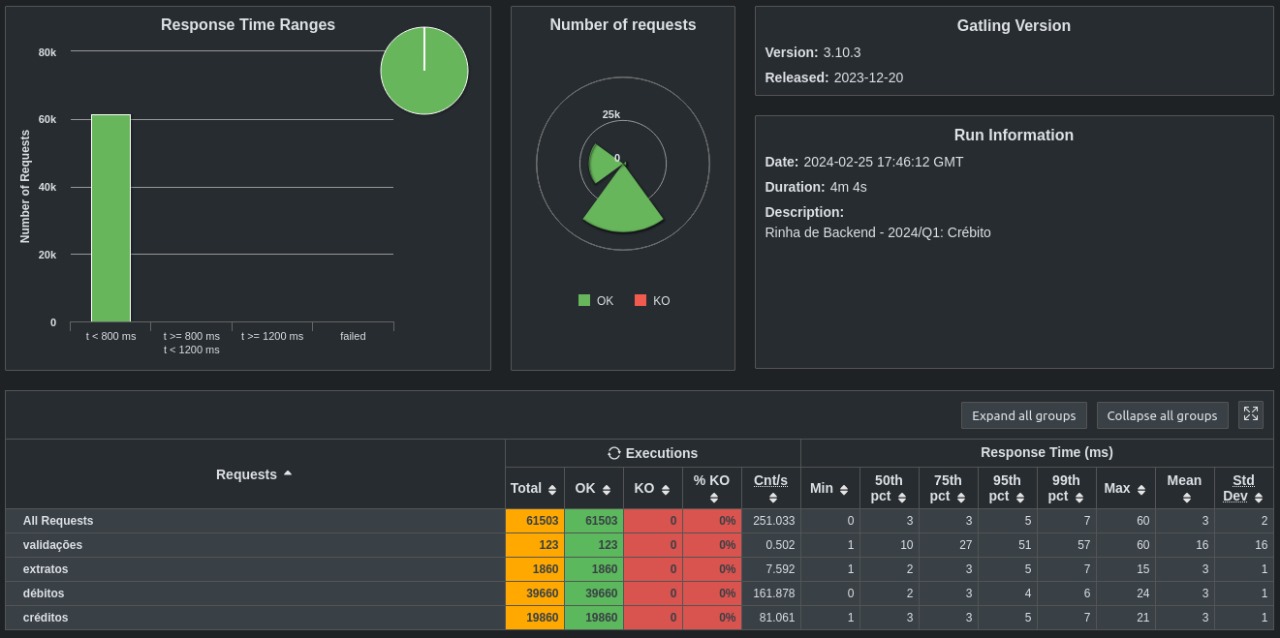 Response Time Ranges
80k
60k
40k
20k
0
Number of Requests
t < 800 ms
t >= 800 ms
t < 1200 ms
t >= 1200 ms
failed
Number of requests
25k
0
OK KO
Gatling Version
Version: 3.10.3
Released: 2023-12-20
Run Information
Date: 2024-02-25 17:46:12 GMT
Duration: 4m 4s
Description:
Rinha de Backend - 2024/Q1: Crébito
Expand all groups Collapse all groups
Requests Executions Response Time (ms)
Total OK KO % KO Cnt/s Min 50th pct 75th pct 95th pct 99th pct Max Mean Std Dev
All Requests 61503 61503 0 0% 251.033 0 3 3 5 7 60 3 2
validações 123 123 0 0% 0.502 1 10 27 51 57 60 16 16
extratos 1860 1860 0 0% 7.592 1 2 3 5 7 15 3 1
débitos 39660 39660 0 0% 161.878 0 2 3 4 6 24 3 1
créditos 19860 19860 0 0% 81.061 1 3 3 5 7 21 3 1